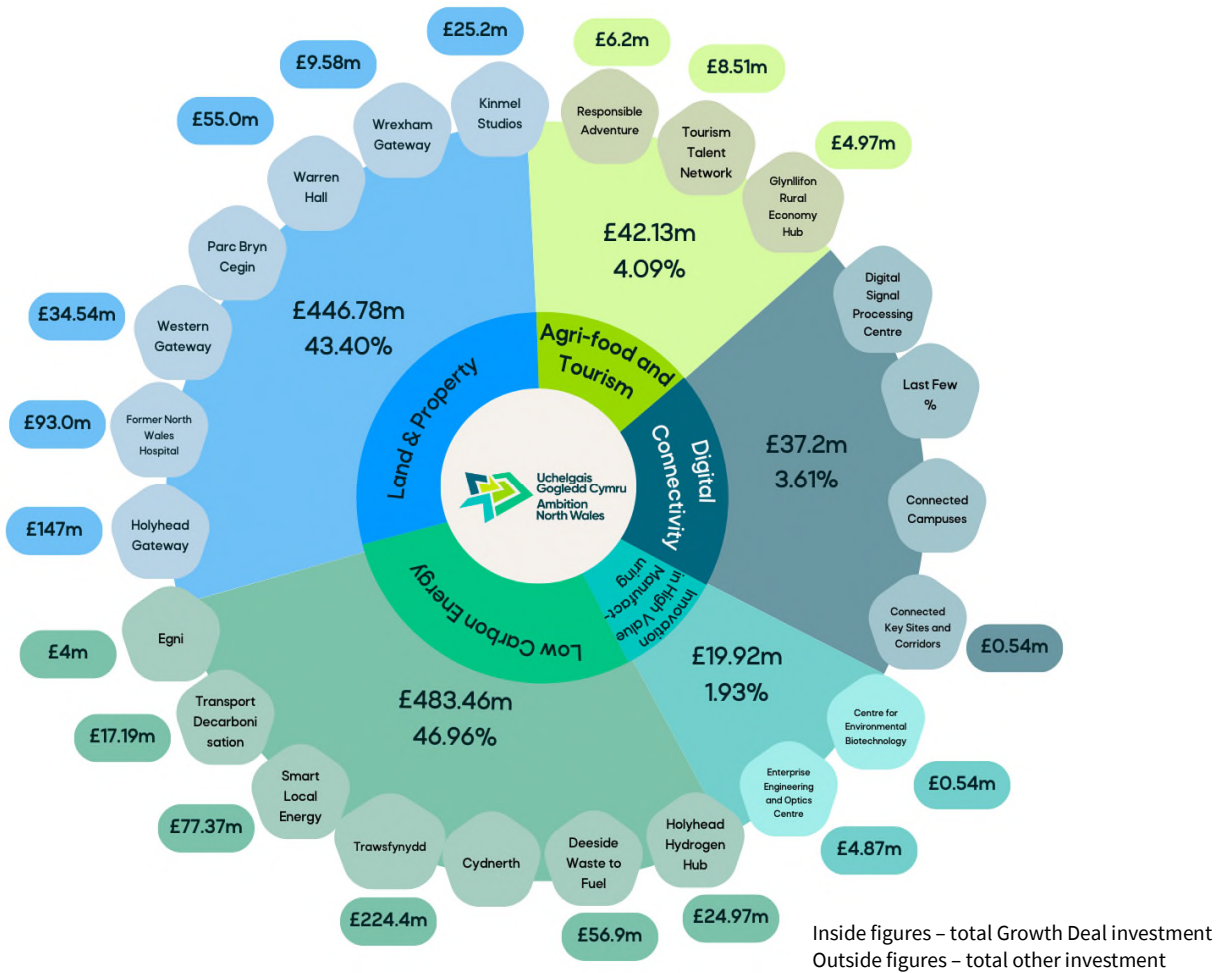 £25.2m
£9.58m
£55.0m
£34.54m
£93.0m
£147m
Kinmel
Studios
Wrexham
Gateway
Warren
Hall
Parc Bryn
Cegin
Western
Gateway
Former North
Wales
Hospital
Holyhead
Gateway
£446.78m
43.40%
Land & Property
£6.2m
£8.51m
£4.97m
Responsible
Adventure
Tourism
Talent
Network
Glynllifon
Rural
Economy
Hub
£42.13m
4.09%
Agri-food and
Tourism
Digital
Signal
Processing
Centre
Last Few
%
Connected
Campuses
Connected
Key Sites and
Corridors
£0.54m
£37.2m
3.61%
Digital
Connectivity
Uchelgais
Gogledd Cymru
Ambition
North Wales
Innovation
in High Value
Manufact-
uring
£19.92m
1.93%
Centre for
Environmental
Biotechnology
£0.54m
Enterprise
Engineering
and Optics
Centre
£4.87m
Low Carbon Energy
£483.46m
46.96%
Egni
£4m
Transport
Decarboni
sation
£17.19m
Smart
Local
Energy
£77.37m
Trawsfynydd
£224.4m
Cydnerth
Deeside
Waste to
Fuel
£56.9m
Holyhead
Hydrogen
Hub
£24.97m
Inside figures – total Growth Deal investment
Outside figures – total other investment